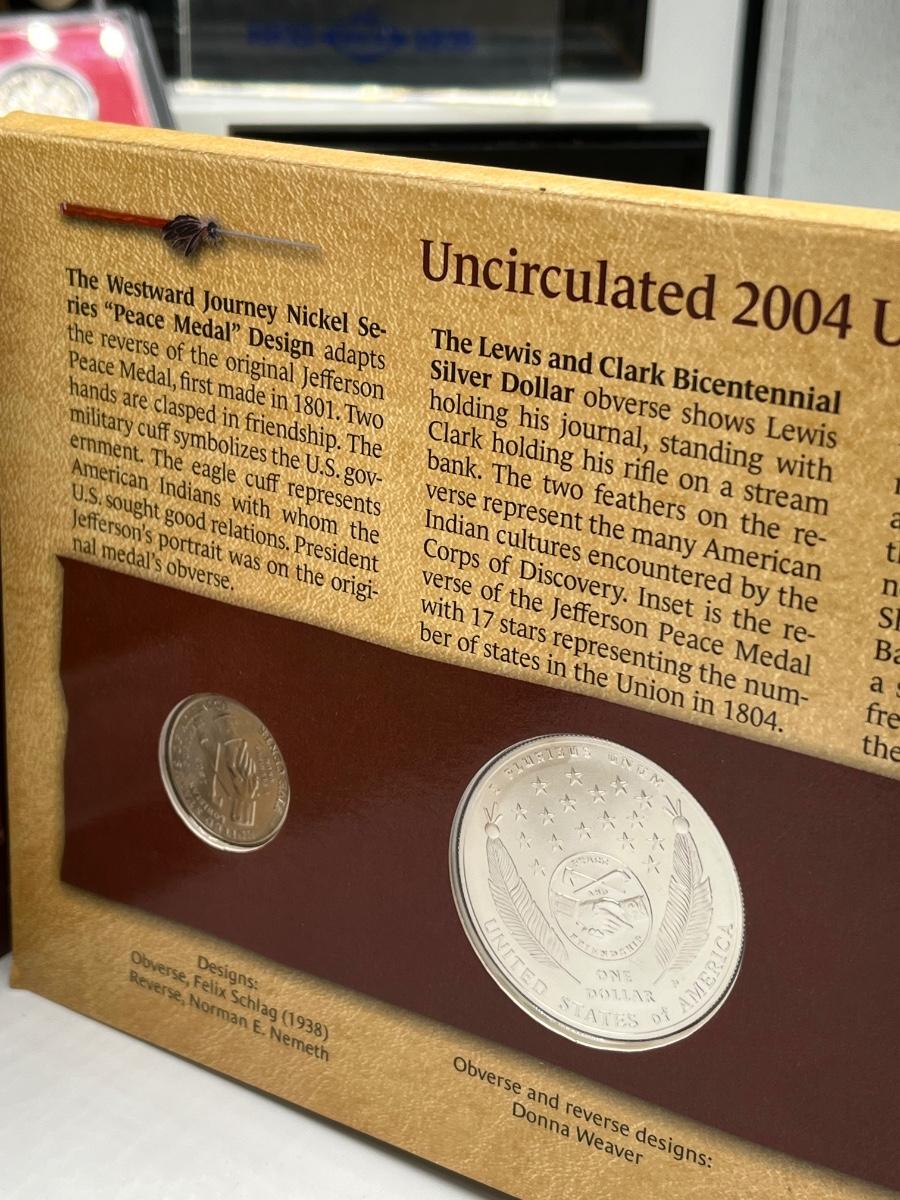 Uncirculated 2004 U
The Westward Journey Nickel Se-
ries “Peace Medal” Design adapts
the reverse of the original Jefferson
Peace Medal, first made in 1801. Two
hands are clasped in friendship. The
military cuff symbolizes the U.S. gov-
ernment. The eagle cuff represents
American Indians with whom the
U.S. sought good relations. President
Jefferson's portrait was on the origi-
nal medal's obverse.
The Lewis and Clark Bicentennial
Silver Dollar obverse shows Lewis
holding his journal, standing with
Clark holding his rifle on a stream
bank. The two feathers on the re-
verse represent the many American
Indian cultures encountered by the
Corps of Discovery. Inset is the re-
verse of the Jefferson Peace Medal
with 17 stars representing the num-
ber of states in the Union in 1804.
a
fre
the
E PLURIBUS UNUM
PEACE
AND
FRIENDSHIP
ONE
DOLLAR
UNITED STATES of AMERICA
Designs:
Obverse, Felix Schlag (1938)
Reverse, Norman E. Nemeth
Obverse and reverse designs:
Donna Weaver